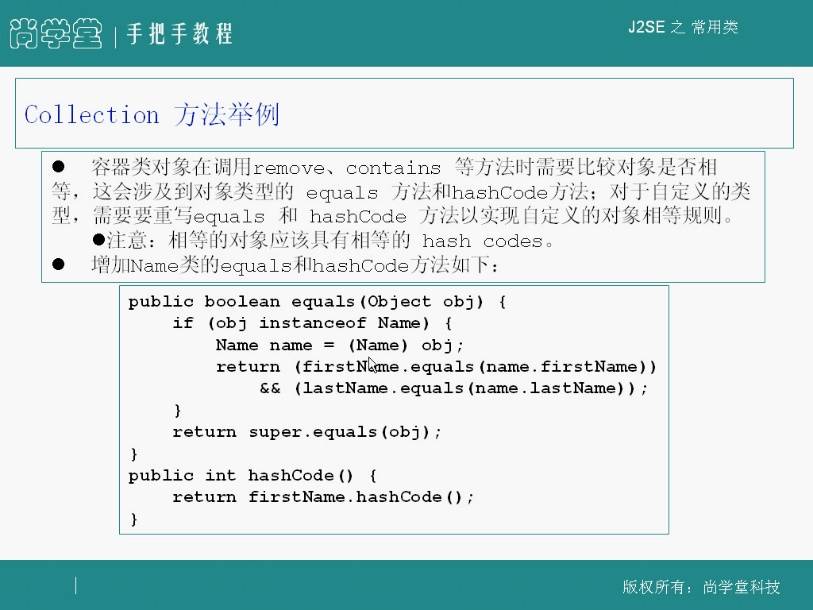 尚学堂 | 手把手教程
J2SE 之 常用类
Collection 方法举例
● 容器类对象在调用remove、contains 等方法时需要比较对象是否相
等，这会涉及到对象类型的 equals 方法和hashCode方法；对于自定义的类
型，需要要重写equals 和 hashCode 方法以实现自定义的对象相等规则。
●注意：相等的对象应该具有相等的 hash codes。
● 增加Name类的equals和hashCode方法如下：
public boolean equals(Object obj) {
if (obj instanceof Name) {
Name name = (Name) obj;
return (firstName.equals(name.firstName))
&& (lastName.equals(name.lastName));
}
return super.equals(obj);
}
public int hashCode() {
return firstName.hashCode();
}
版权所有：尚学堂科技